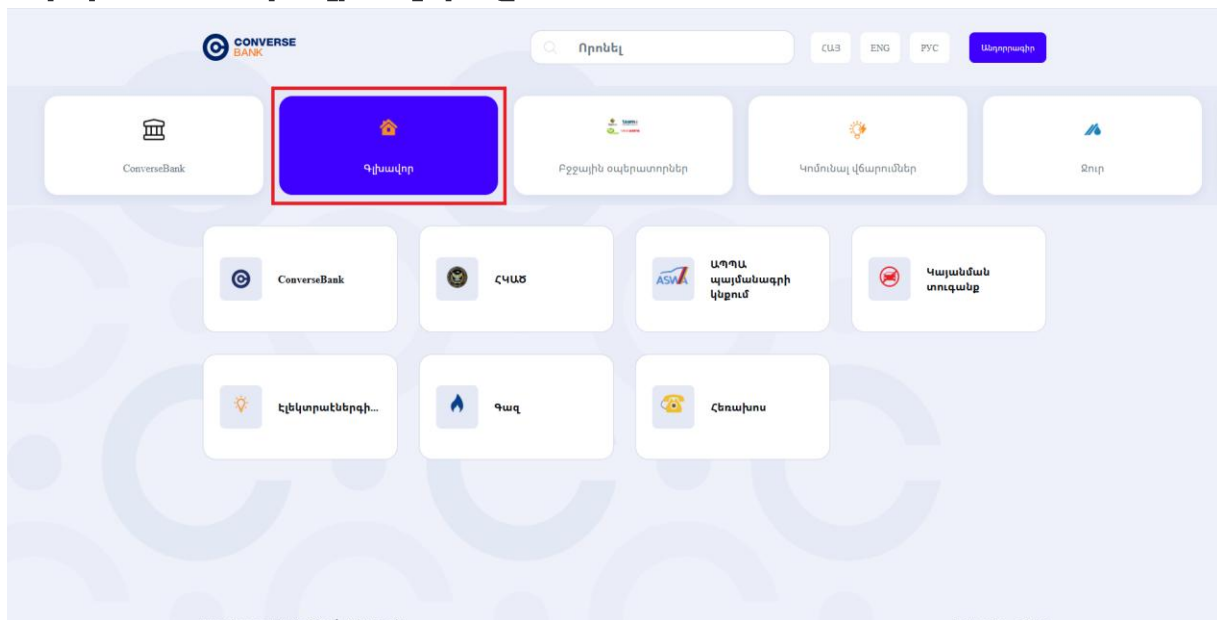 CONVERSE
BANK
Որոնել
ՀԱՅ
ENG
РУС
Անդորրագիր
ConverseBank
Գլխավոր
Բջջային օպերատորներ
Կոմունալ վճարումներ
Ջուր
ConverseBank
ՀԿԱԾ
ASWA
ԱՊՊԱ
պայմանագրի
կնքում
Կայանման
տուգանք
Էլեկտրաէներգի...
Գազ
Հեռախոս